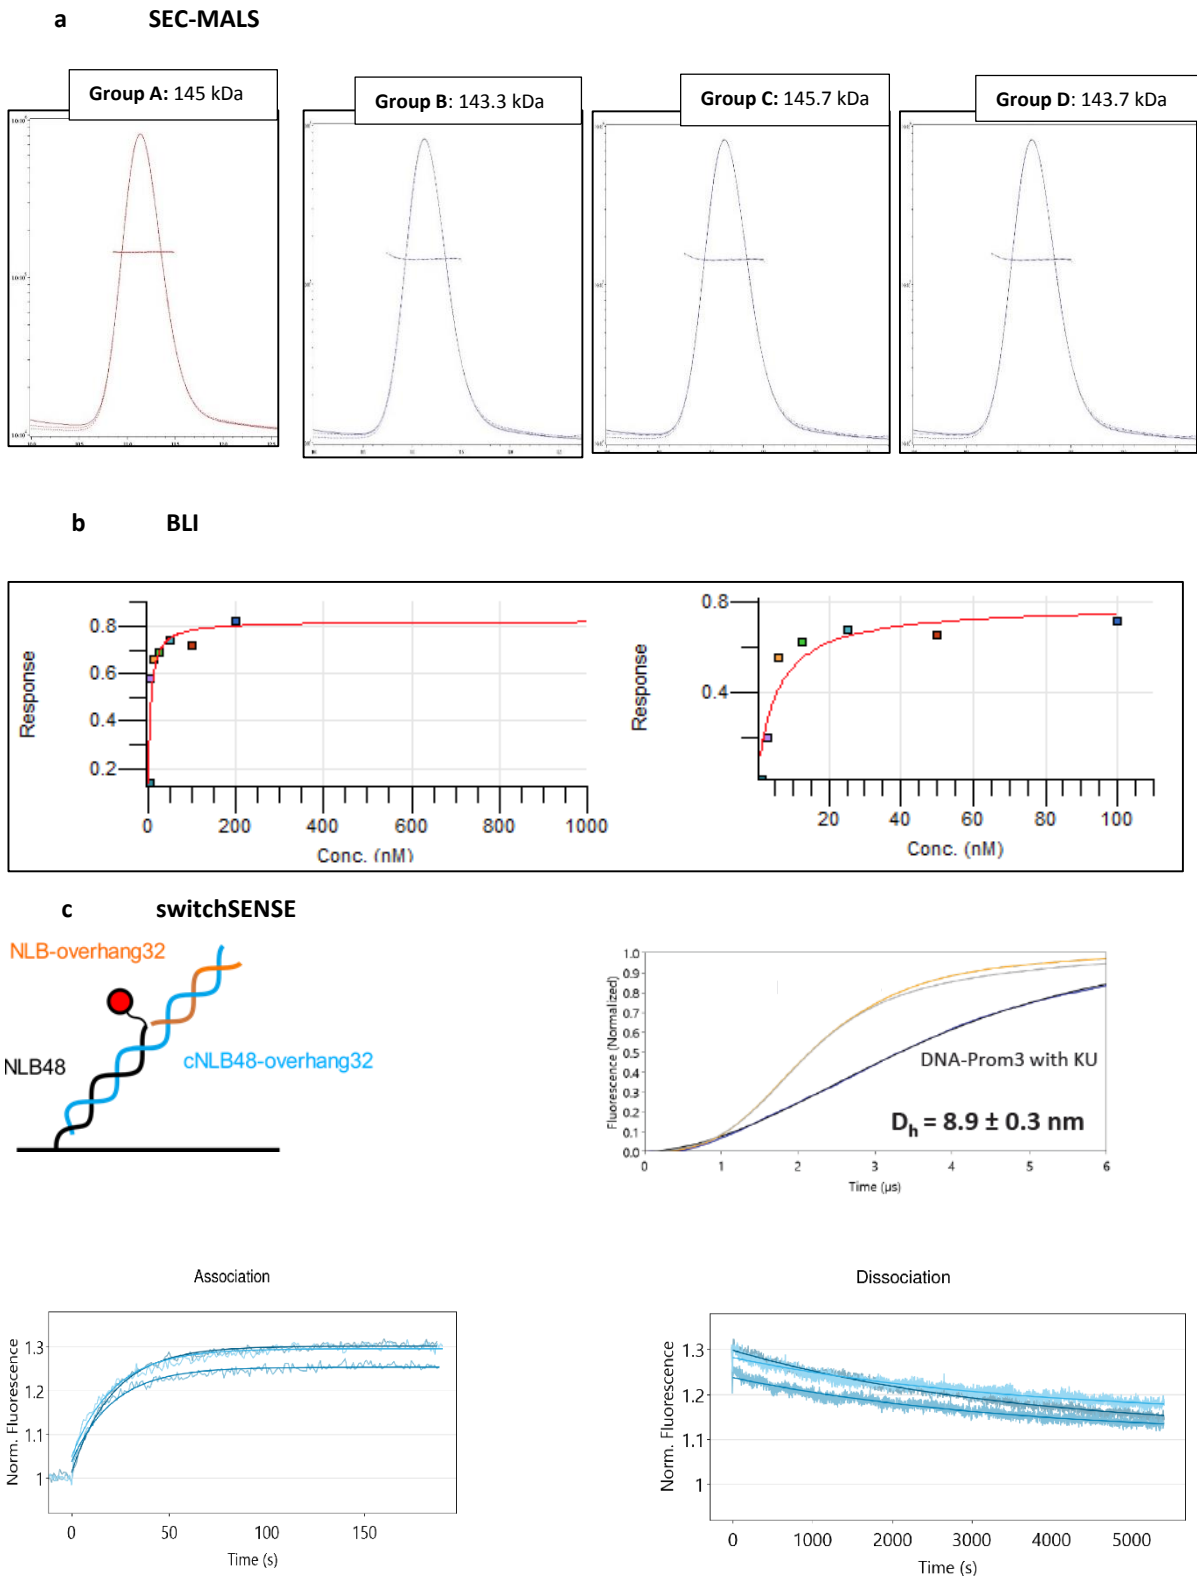 a SEC-MALS
Group A: 145 kDa
Group B: 143.3 kDa
Group C: 145.7 kDa
Group D: 143.7 kDa
b BLI
Response
0.8
0.6
0.4
0.2
0 200 400 600 800 1000
Conc. (nM)
Response
0.8
0.4
20 40 60 80 100
Conc. (nM)
c switchSENSE
NLB-overhang32
NLB48
cNLB48-overhang32
Fluorescence (Normalized)
1.0
0.9
0.8
0.7
0.6
0.5
0.4
0.3
0.2
0.1
0.0
DNA-Prom3 with KU
Dh = 8.9 ± 0.3 nm
0 1 2 3 4 5 6
Time (µs)
Association
Norm. Fluorescence
1.3
1.2
1.1
1
0 50 100 150
Time (s)
Dissociation
Norm. Fluorescence
1.3
1.2
1.1
1
0 1000 2000 3000 4000 5000
Time (s)